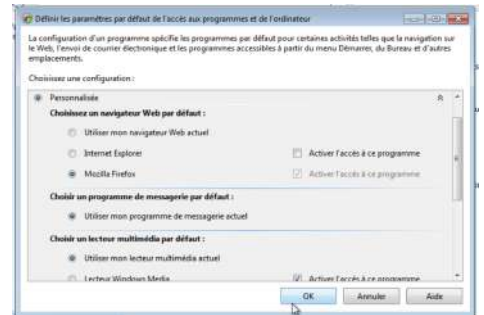 Définir les paramètres par défaut de l'accès aux programmes et de l'ordinateur
La configuration d'un programme spécifie les programmes par défaut pour certaines activités telles que la navigation sur
le Web, l'envoi de courrier électronique et les programmes accessibles à partir du menu Démarrer, du Bureau et d'autres
emplacements.
Choisissez une configuration :
Personnalisée
Choisissez un navigateur Web par défaut :
Utiliser mon navigateur Web actuel
Internet Explorer Activer l'accès à ce programme
Mozilla Firefox Activer l'accès à ce programme
Choisir un programme de messagerie par défaut :
Utiliser mon programme de messagerie actuel
Choisir un lecteur multimédia par défaut :
Utiliser mon lecteur multimédia actuel
Lecteur Windows Media Activer l'accès à ce programme
OK Annuler Aide